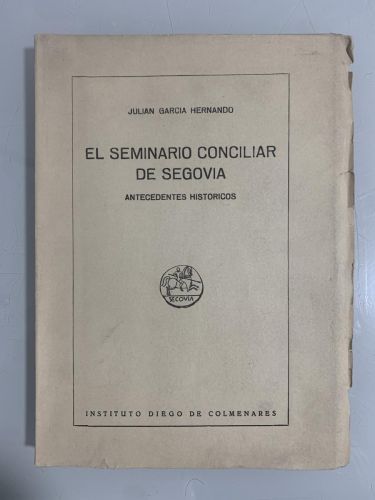 JULIAN GARCIA HERNANDO
EL SEMINARIO CONCILIAR
DE SEGOVIA
ANTECEDENTES HISTORICOS
SEGOVIA
INSTITUTO DIEGO DE COLMENARES